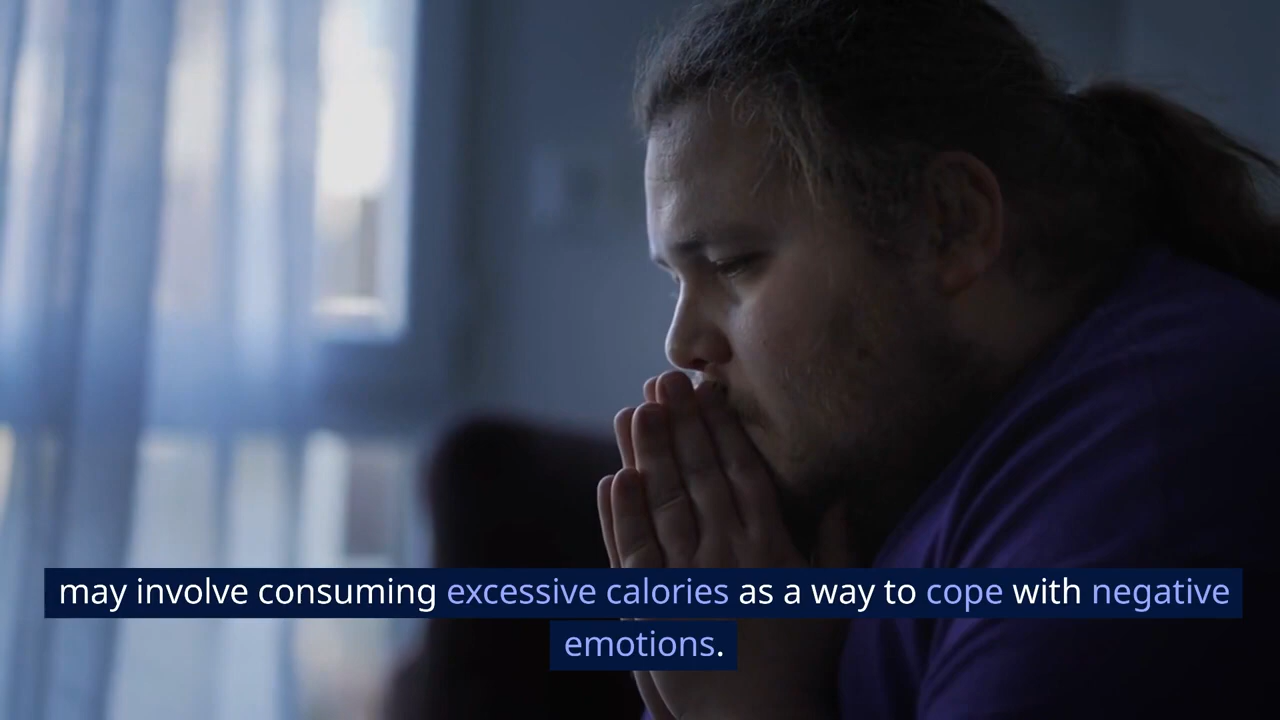 may involve consuming excessive calories as a way to cope with negative
emotions.